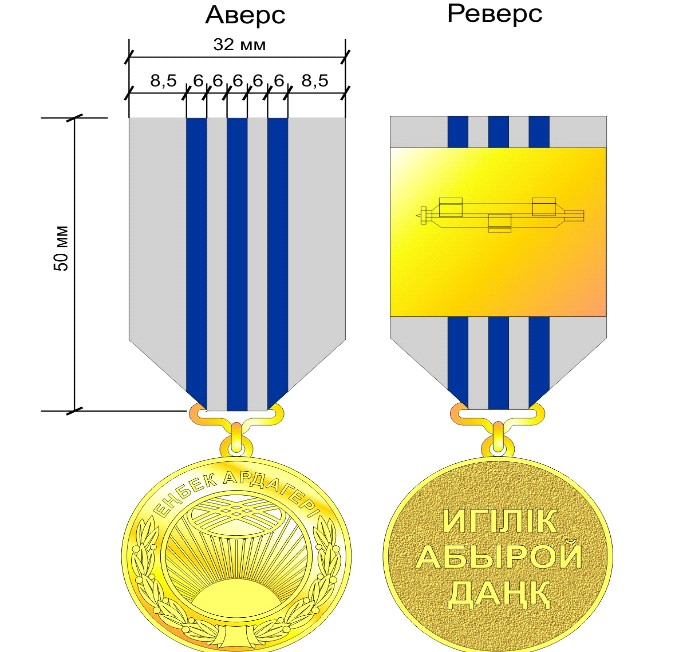 Аверс
Реверс
32 мм
8,5 6 6 6 6 6 8,5
50 мм
ЕҢБЕК АРДАГЕРІ
ИГІЛІК
АБЫРОЙ
ДАҢҚ